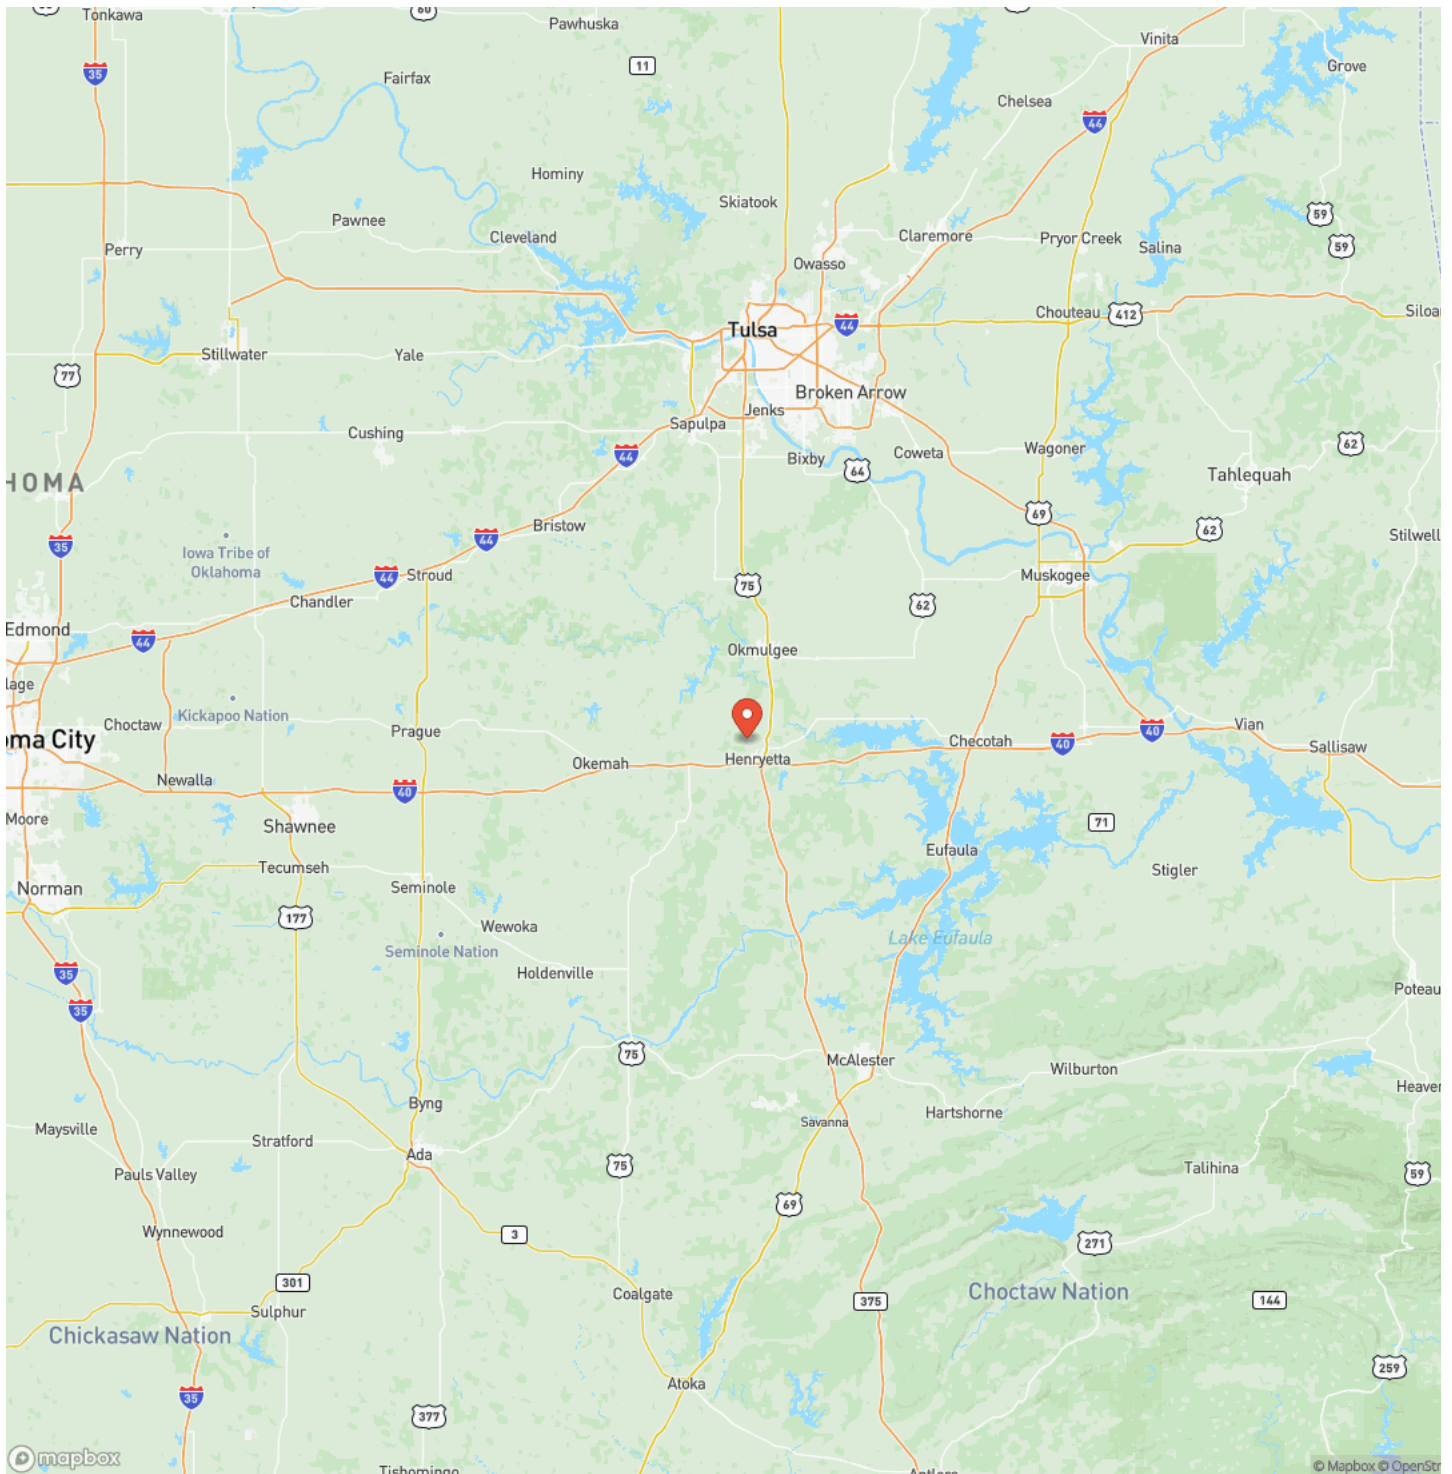 60
Tonkawa
Pawhuska
Vinita
11
Grove
35
Fairfax
Chelsea
44
Hominy
Skiatook
59
Pawnee
Cleveland
Claremore
Pryor Creek
Salina
59
Perry
Owasso
Chouteau
412
Siloa
Tulsa
44
Stillwater
Yale
77
Broken Arrow
Jenks
Sapulpa
Cushing
62
44
Bixby
64
Coweta
Wagoner
HOMA
Tahlequah
69
Bristow
62
35
44
Stilwell
Iowa Tribe of
Oklahoma
44
Stroud
75
Muskogee
Chandler
62
Edmond
44
Okmulgee
lage
Kickapoo Nation
Choctaw
Prague
Vian
40
oma City
Checotah
40
Sallisaw
Henryetta
Okemah
Newalla
40
Moore
Shawnee
71
Eufaula
Tecumseh
Stigler
Norman
Seminole
177
Wewoka
Lake Eufaula
Seminole Nation
35
Holdenville
Poteau
35
75
McAlester
Wilburton
Heaven
Byng
Hartshorne
Maysville
Savanna
Stratford
Ada
75
Talihina
Pauls Valley
59
69
Wynnewood
3
271
301
Coalgate
Choctaw Nation
375
144
Sulphur
Chickasaw Nation
259
Atoka
35
377
mapbox
© Mapbox © OpenStr
Tishomingo